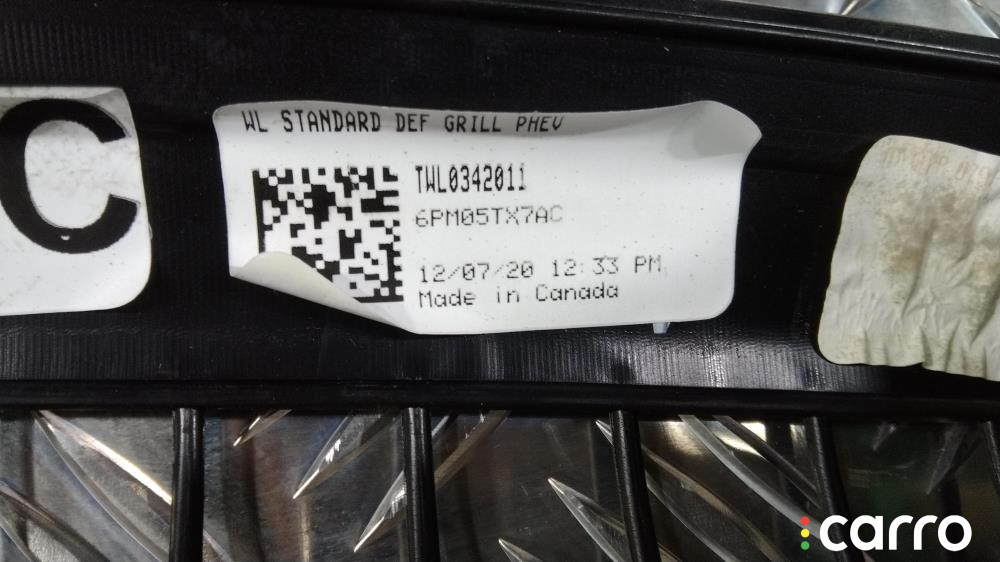 C
WL STANDARD DEF GRILL PHEV
TWL0342011
6PM05TX7AC
12/07/20 12:33 PM
Made in Canada
carro